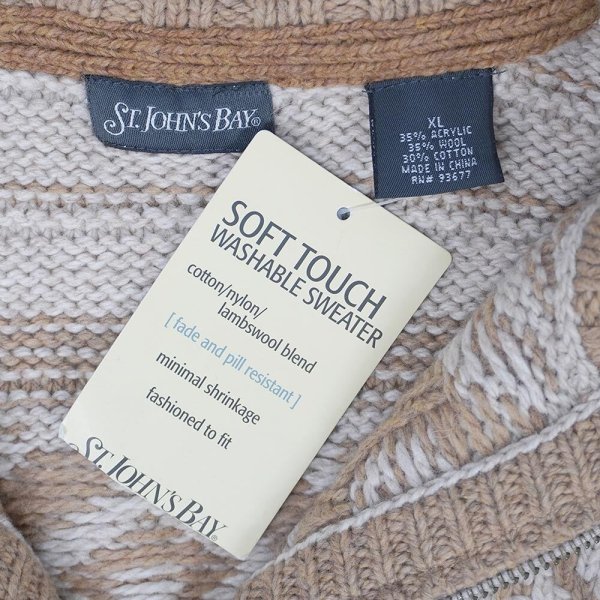 ST. JOHN'S BAY®
XL
35% ACRYLIC
35% WOOL
30% COTTON
MADE IN CHINA
RN# 93677
SOFT TOUCH
WASHABLE SWEATER
cotton/nylon/
lambswool blend
[ fade and pill resistant ]
minimal shrinkage
fashioned to fit
ST. JOHN'S BAY®